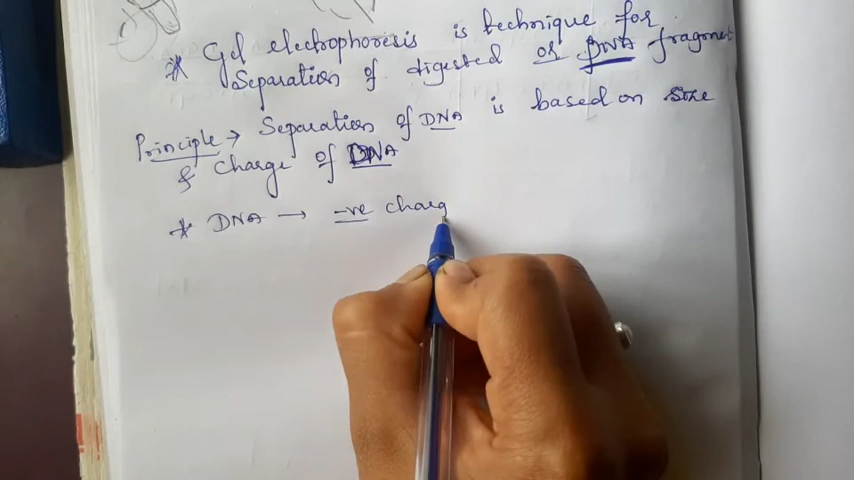 * Gel electrophoresis is technique for
Separation of digested or DNA fragment
Principle → Separation of DNA is based on Size
& Charge of DNA
* DNA → -ve charg